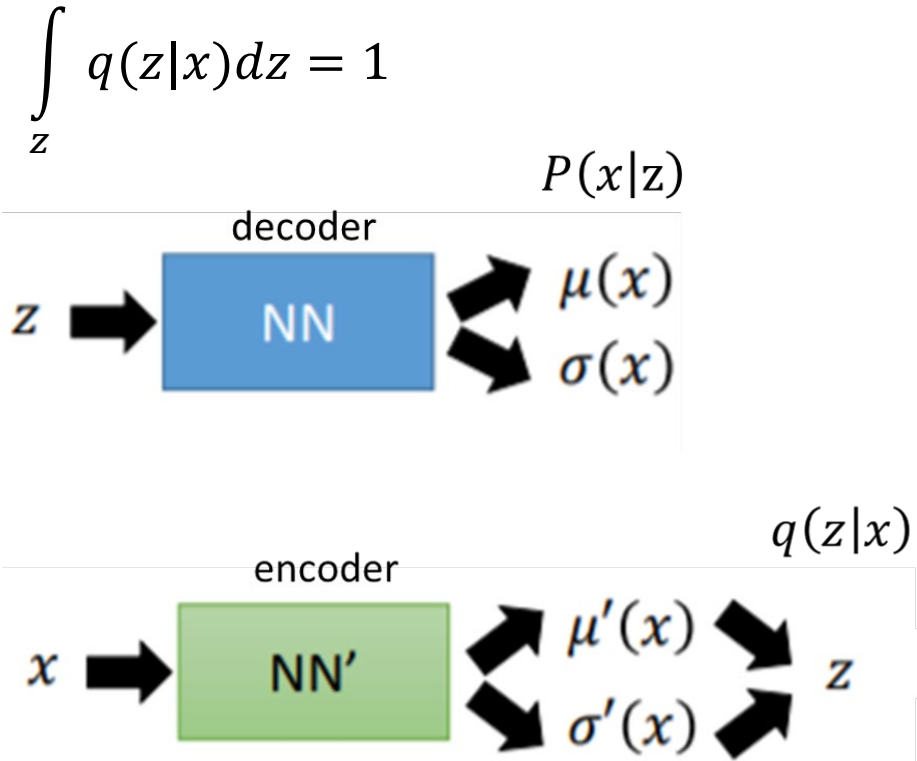 ∫ q(z|x)dz = 1
z
P(x|z)
decoder
z
NN
μ(x)
σ(x)
q(z|x)
encoder
x
NN′
μ′(x)
σ′(x)
z